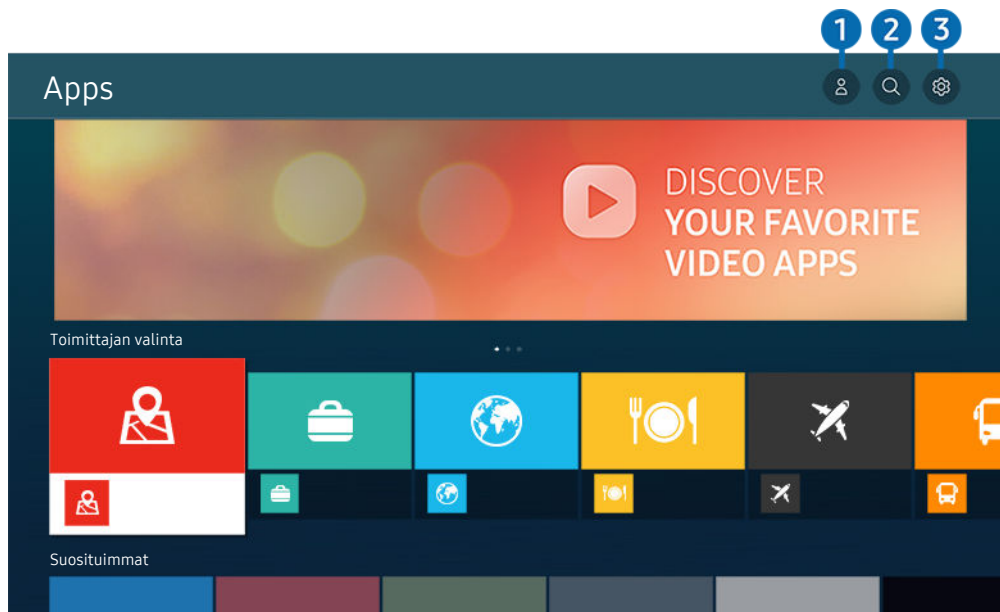 1 2 3
Apps
DISCOVER
YOUR FAVORITE
VIDEO APPS
Toimittajan valinta
Suosituimmat